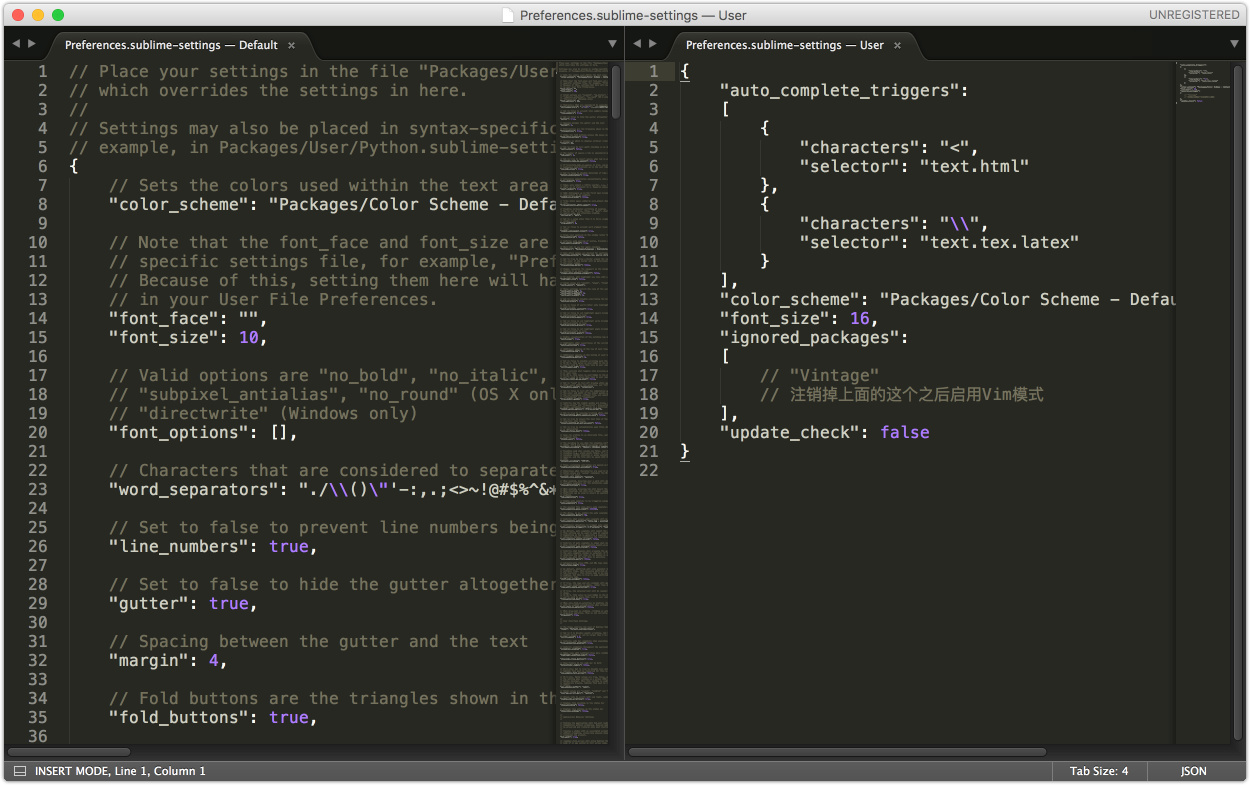 Preferences.sublime-settings — User
UNREGISTERED
Preferences.sublime-settings — Default ×
1 // Place your settings in the file "Packages/User
2 // which overrides the settings in here.
3 //
4 // Settings may also be placed in syntax-specific
5 // example, in Packages/User/Python.sublime-setti
6 {
7 // Sets the colors used within the text area
8 "color_scheme": "Packages/Color Scheme - Defa
9
10 // Note that the font_face and font_size are
11 // specific settings file, for example, "Pref
12 // Because of this, setting them here will ha
13 // in your User File Preferences.
14 "font_face": "",
15 "font_size": 10,
16
17 // Valid options are "no_bold", "no_italic",
18 // "subpixel_antialias", "no_round" (OS X onl
19 // "directwrite" (Windows only)
20 "font_options": [],
21
22 // Characters that are considered to separate
23 "word_separators": "./\\()\"'-:,.;<>~!@#$%^&*
24
25 // Set to false to prevent line numbers being
26 "line_numbers": true,
27
28 // Set to false to hide the gutter altogether
29 "gutter": true,
30
31 // Spacing between the gutter and the text
32 "margin": 4,
33
34 // Fold buttons are the triangles shown in th
35 "fold_buttons": true,
36
Preferences.sublime-settings — User ×
1 {
2 "auto_complete_triggers":
3 [
4 {
5 "characters": "<",
6 "selector": "text.html"
7 },
8 {
9 "characters": "\\",
10 "selector": "text.tex.latex"
11 }
12 ],
13 "color_scheme": "Packages/Color Scheme - Defau
14 "font_size": 16,
15 "ignored_packages":
16 [
17 // "Vintage"
18 // 注销掉上面的这个之后启用Vim模式
19 ],
20 "update_check": false
21 }
22
INSERT MODE, Line 1, Column 1
Tab Size: 4
JSON